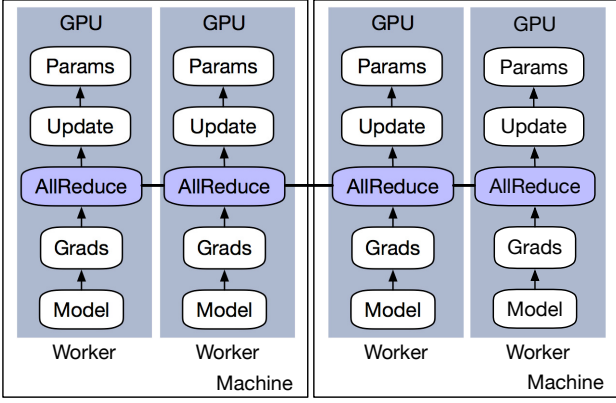 GPU GPU GPU GPU
Params Params Params Params
Update Update Update Update
AllReduce AllReduce AllReduce AllReduce
Grads Grads Grads Grads
Model Model Model Model
Worker Worker Worker Worker
Machine Machine